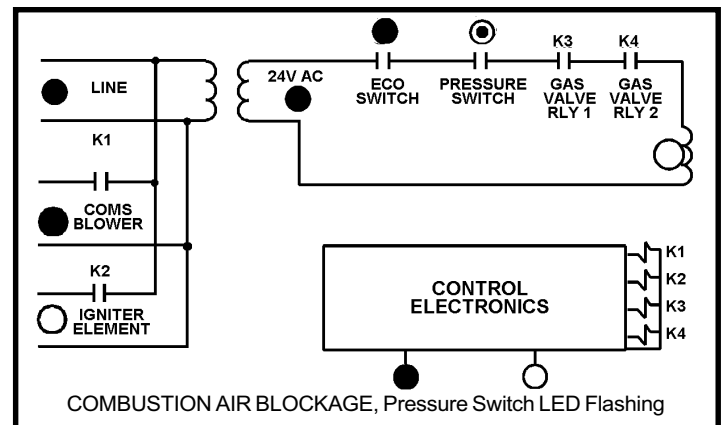 K3 K4
LINE
24V AC
ECO SWITCH
PRESSURE SWITCH
GAS VALVE RLY 1
GAS VALVE RLY 2
K1
COMS BLOWER
K2
IGNITER ELEMENT
CONTROL ELECTRONICS
K1
K2
K3
K4
COMBUSTION AIR BLOCKAGE, Pressure Switch LED Flashing